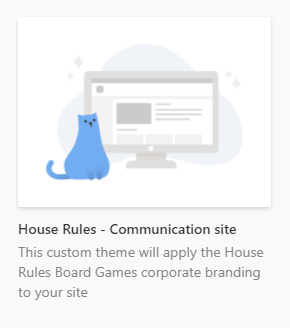 House Rules - Communication site
This custom theme will apply the House
Rules Board Games corporate branding
to your site